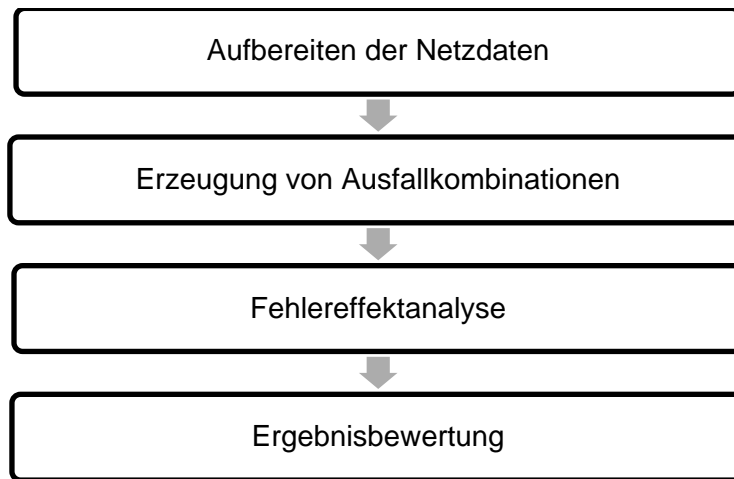 Aufbereiten der Netzdaten
Erzeugung von Ausfallkombinationen
Fehlereffektanalyse
Ergebnisbewertung